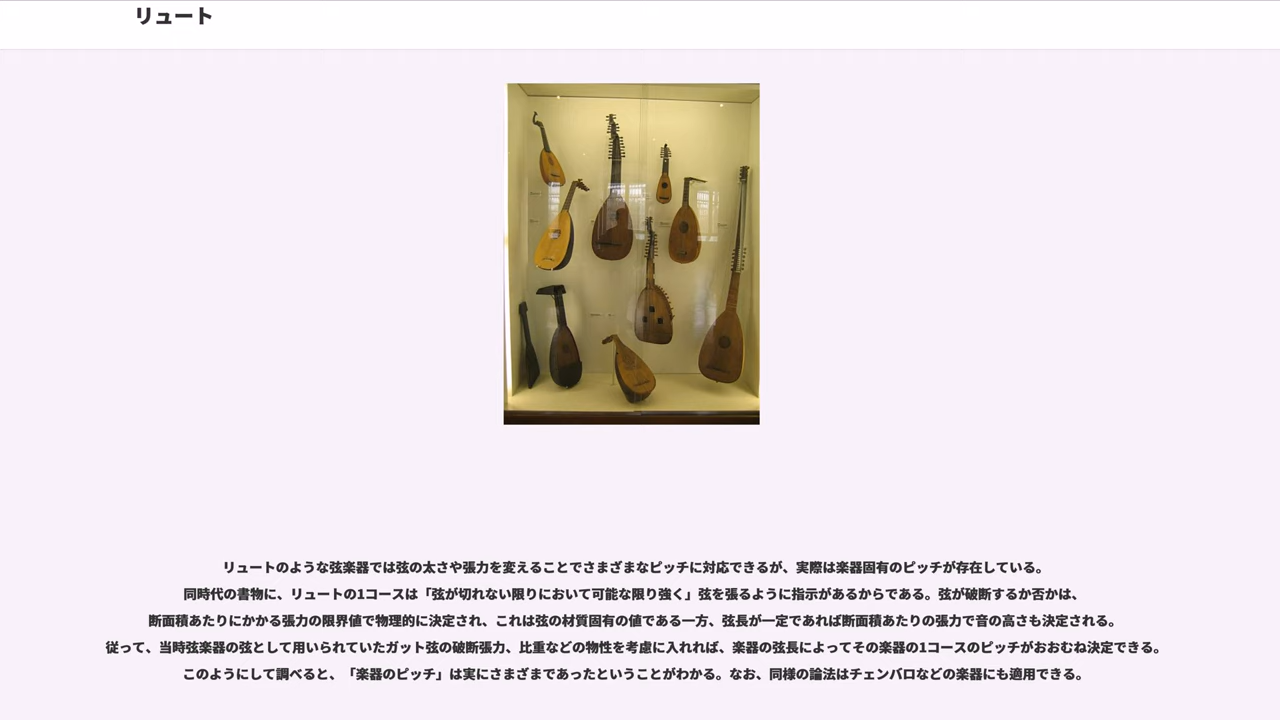 リュート
リュートのような弦楽器では弦の太さや張力を変えることでさまざまなピッチに対応できるが、実際は楽器固有のピッチが存在している。
同時代の書物に、リュートの1コースは「弦が切れない限りにおいて可能な限り強く」弦を張るように指示があるからである。弦が破断するか否かは、
断面積あたりにかかる張力の限界値で物理的に決定され、これは弦の材質固有の値である一方、弦長が一定であれば断面積あたりの張力で音の高さも決定される。
従って、当時弦楽器の弦として用いられていたガット弦の破断張力、比重などの物性を考慮に入れれば、楽器の弦長によってその楽器の1コースのピッチがおおむね決定できる。
このようにして調べると、「楽器のピッチ」は実にさまざまであったということがわかる。なお、同様の論法はチェンバロなどの楽器にも適用できる。